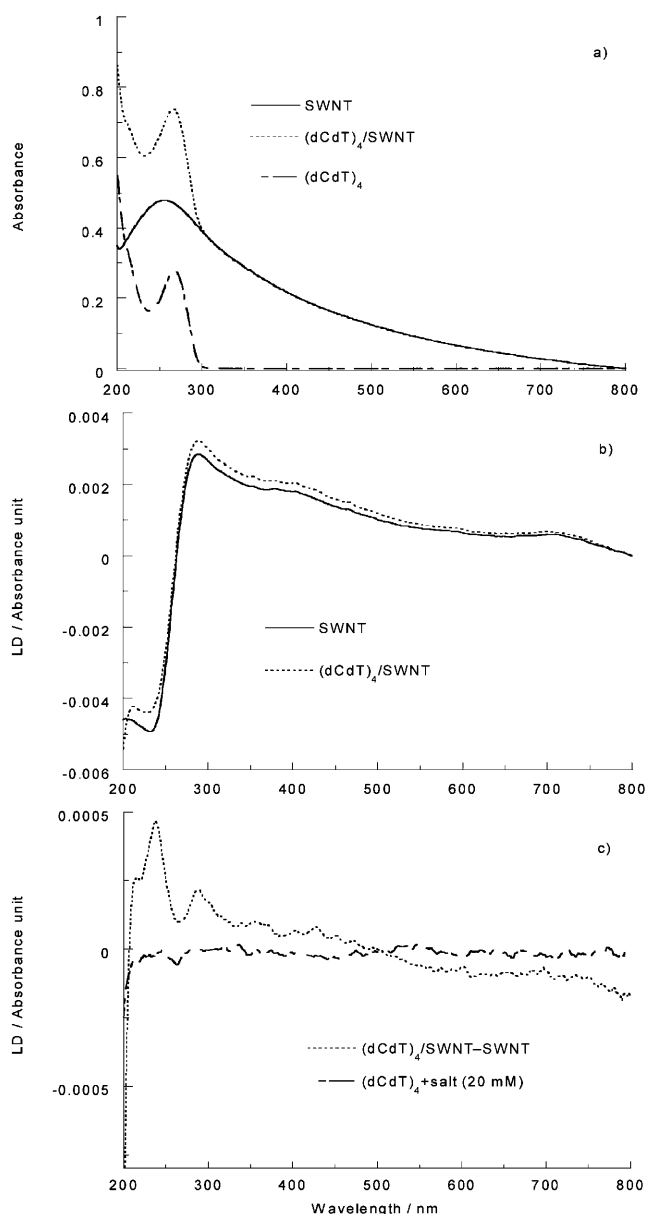 a)
1
0.8
0.6
0.4
0.2
0
Absorbance
SWNT
(dCdT)4/SWNT
(dCdT)4
200 300 400 500 600 700 800
b)
0.004
0.002
0
-0.002
-0.004
-0.006
LD / Absorbance unit
SWNT
(dCdT)4/SWNT
200 300 400 500 600 700 800
c)
0.0005
0
-0.0005
LD / Absorbance unit
(dCdT)4/SWNT–SWNT
(dCdT)4+salt (20 mM)
200 300 400 500 600 700 800
Wavelength / nm